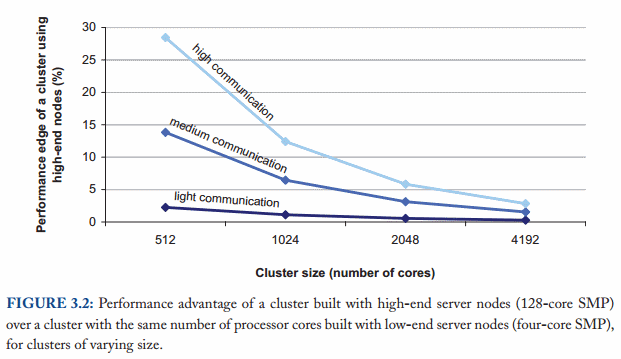 30
25
20
15
10
5
0
Performance edge of a cluster using
high-end nodes (%)
high communication
medium communication
light communication
512 1024 2048 4192
Cluster size (number of cores)
FIGURE 3.2: Performance advantage of a cluster built with high-end server nodes (128-core SMP)
over a cluster with the same number of processor cores built with low-end server nodes (four-core SMP),
for clusters of varying size.